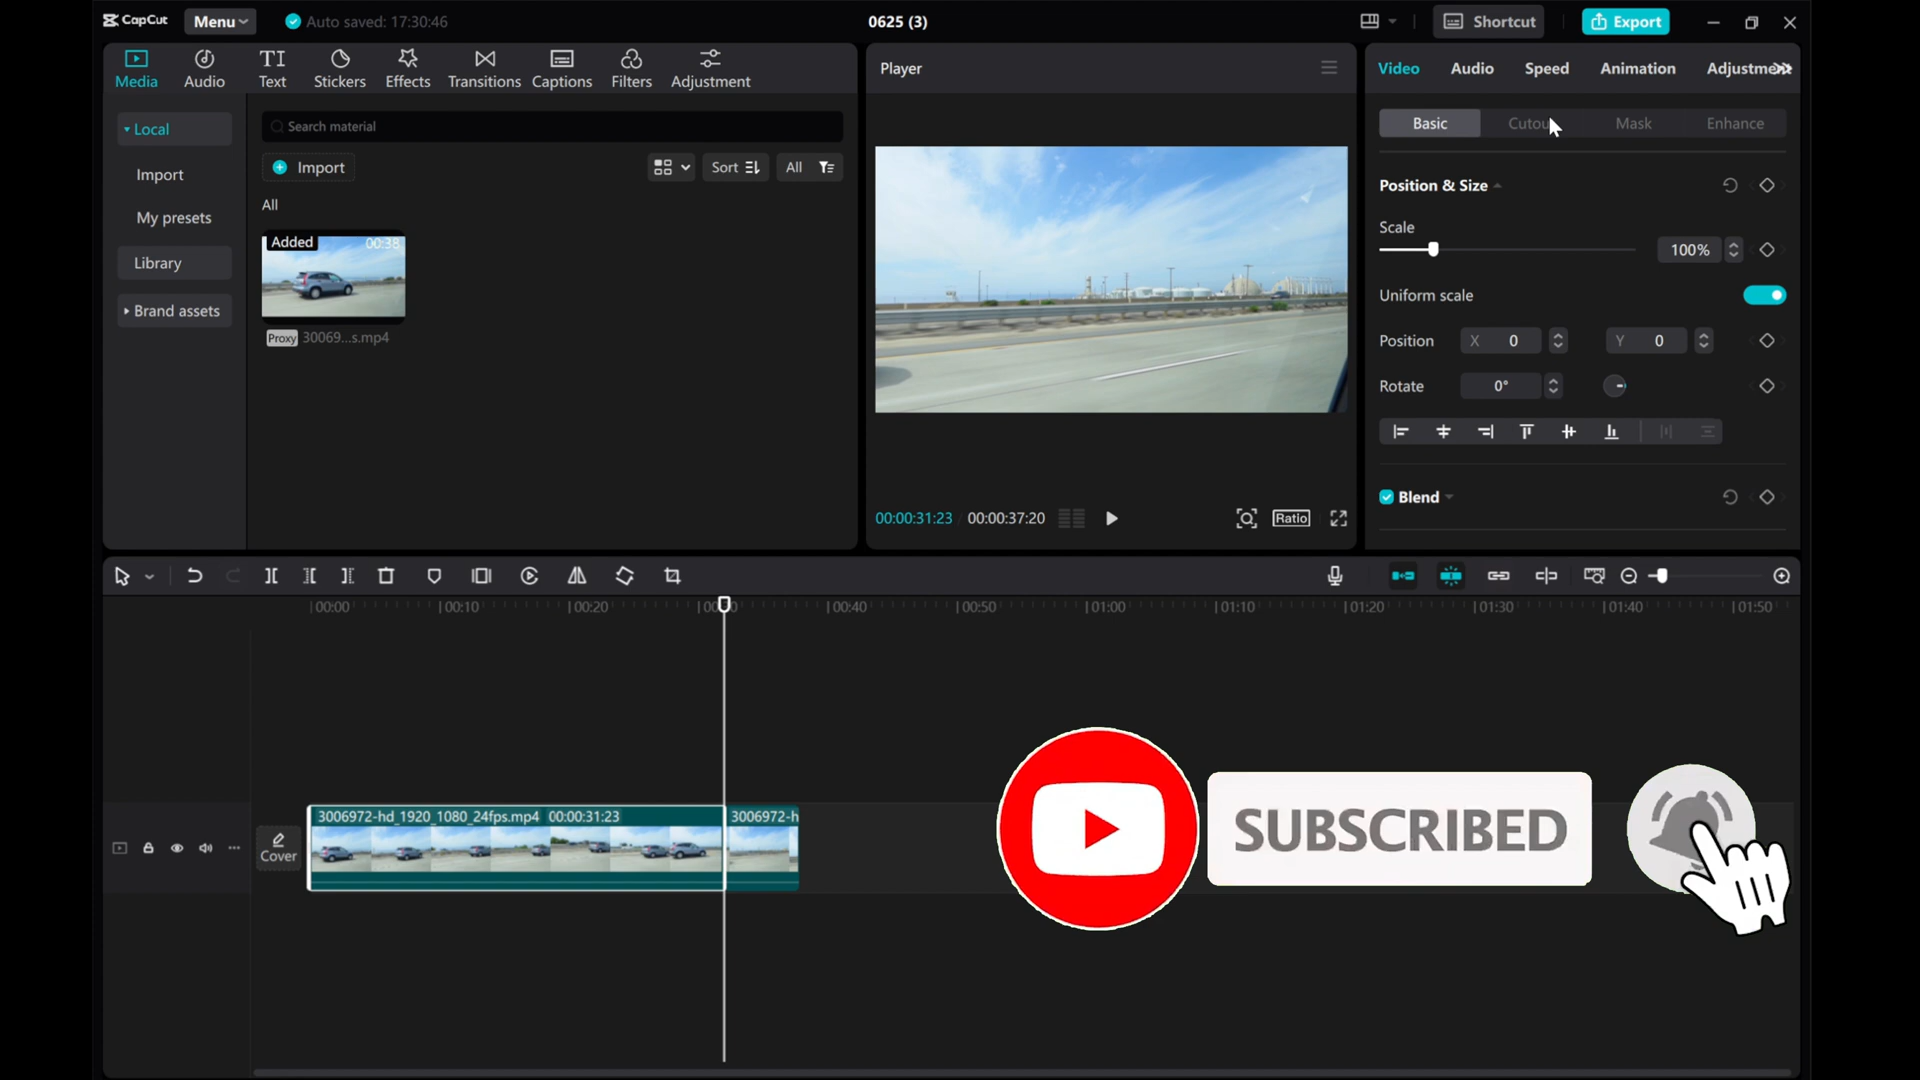 CapCut
Menu
Auto saved: 17:30:46
0625 (3)
Shortcut
Export
Media
Audio
Text
Stickers
Effects
Transitions
Captions
Filters
Adjustment
Local
Import
My presets
Library
Brand assets
Search material
Import
Sort
All
All
Added
00:38
Proxy
30069...s.mp4
Player
00:00:31:23
00:00:37:20
Ratio
Video
Audio
Speed
Animation
Basic
Mask
Enhance
Position & Size
Scale
100%
Uniform scale
Position
X 0
Y 0
Rotate
0°
Blend
00:00
00:10
00:20
00:40
00:50
01:00
01:10
01:20
01:30
01:40
01:50
Cover
3006972-hd_1920_1080_24fps.mp4 00:00:31:23
3006972-h
SUBSCRIBED